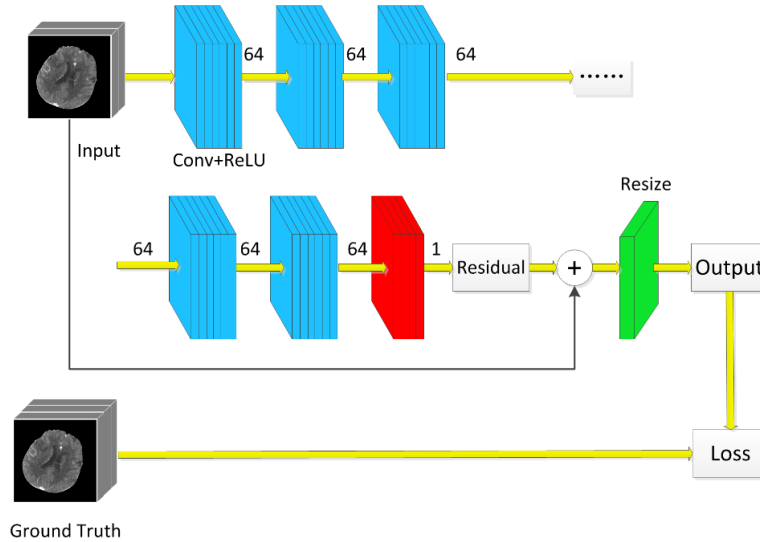 64
64
64
······
Input
Conv+ReLU
Resize
64
64
64
1
Residual
+
Output
Loss
Ground Truth